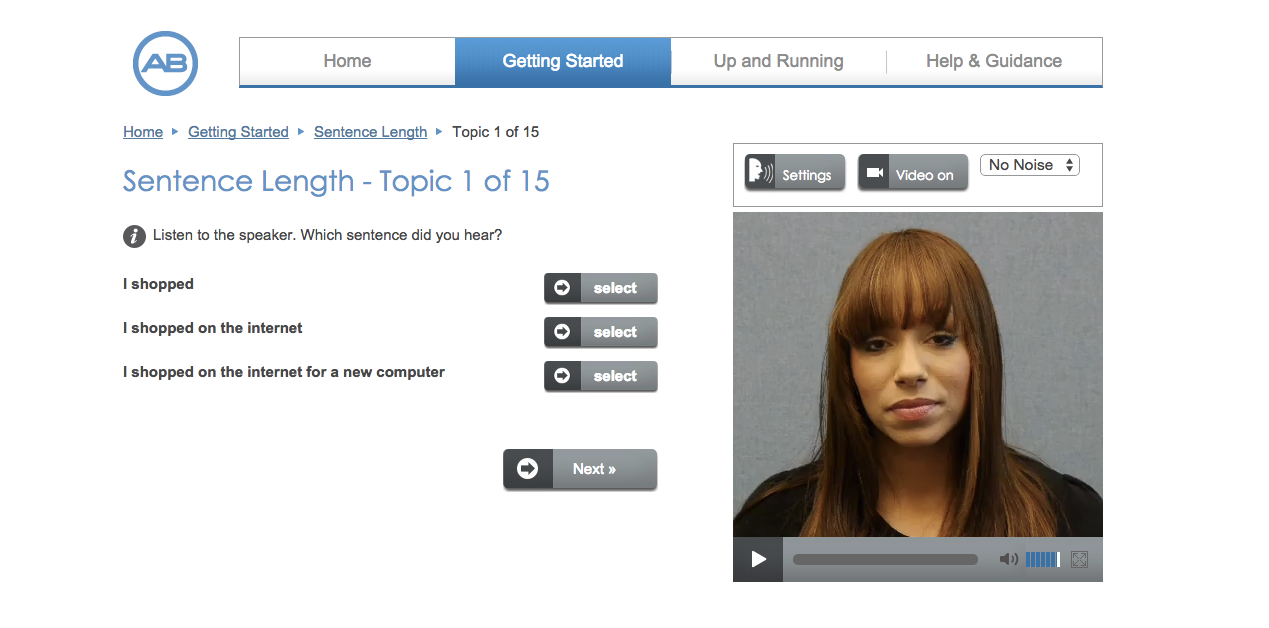 AB
Home
Getting Started
Up and Running
Help & Guidance
Home
Getting Started
Sentence Length
Topic 1 of 15
Sentence Length - Topic 1 of 15
Settings
Video on
No Noise
i Listen to the speaker. Which sentence did you hear?
I shopped
select
I shopped on the internet
select
I shopped on the internet for a new computer
select
Next »